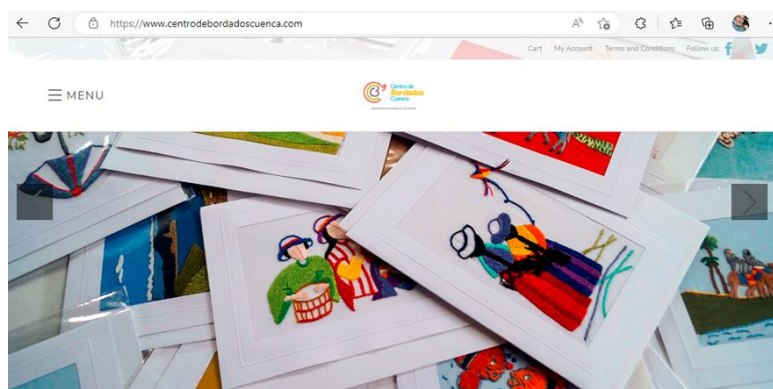 https://www.centrodebordadoscuenca.com
Cart My Account Terms and Conditions Follow us:
MENU
Centro de
Bordados
Cuenca